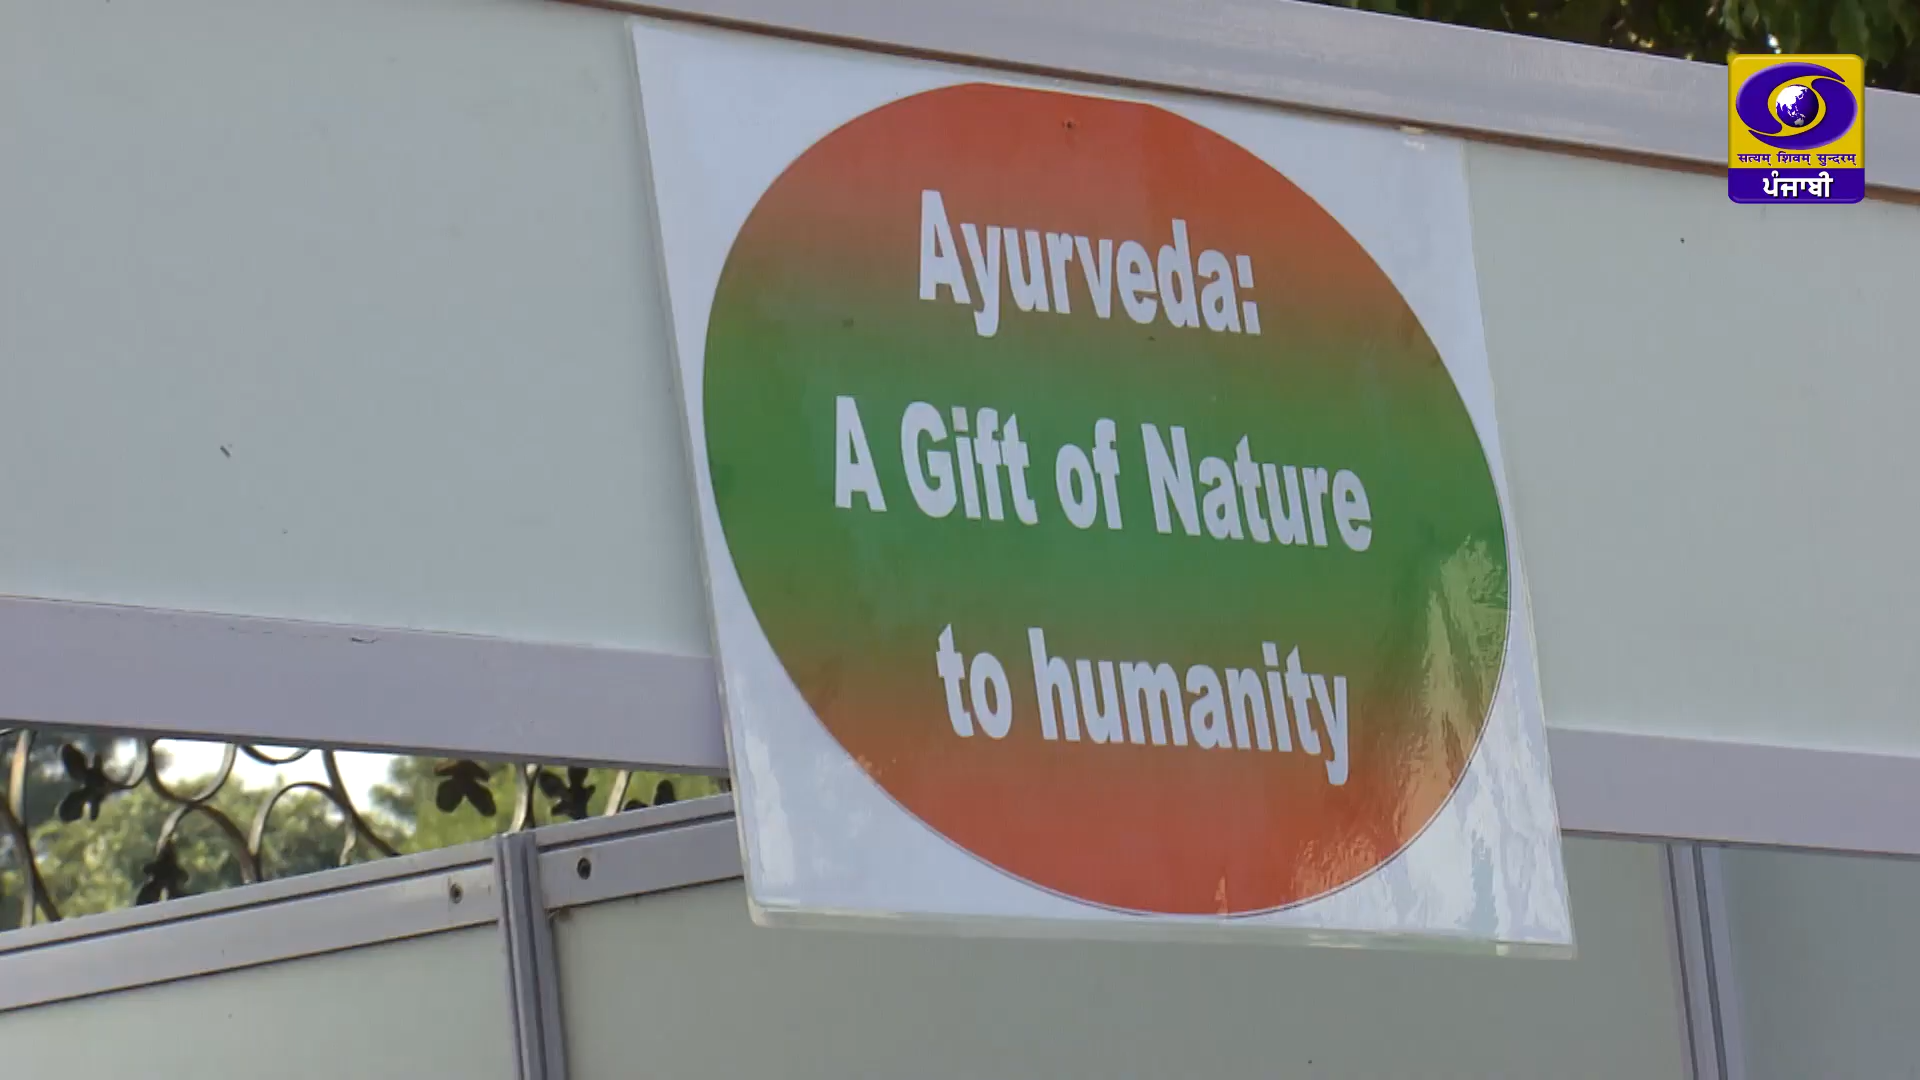 Ayurveda:
A Gift of Nature
to humanity
सत्यम् शिवम् सुन्दरम्
ਪੰਜਾਬੀ